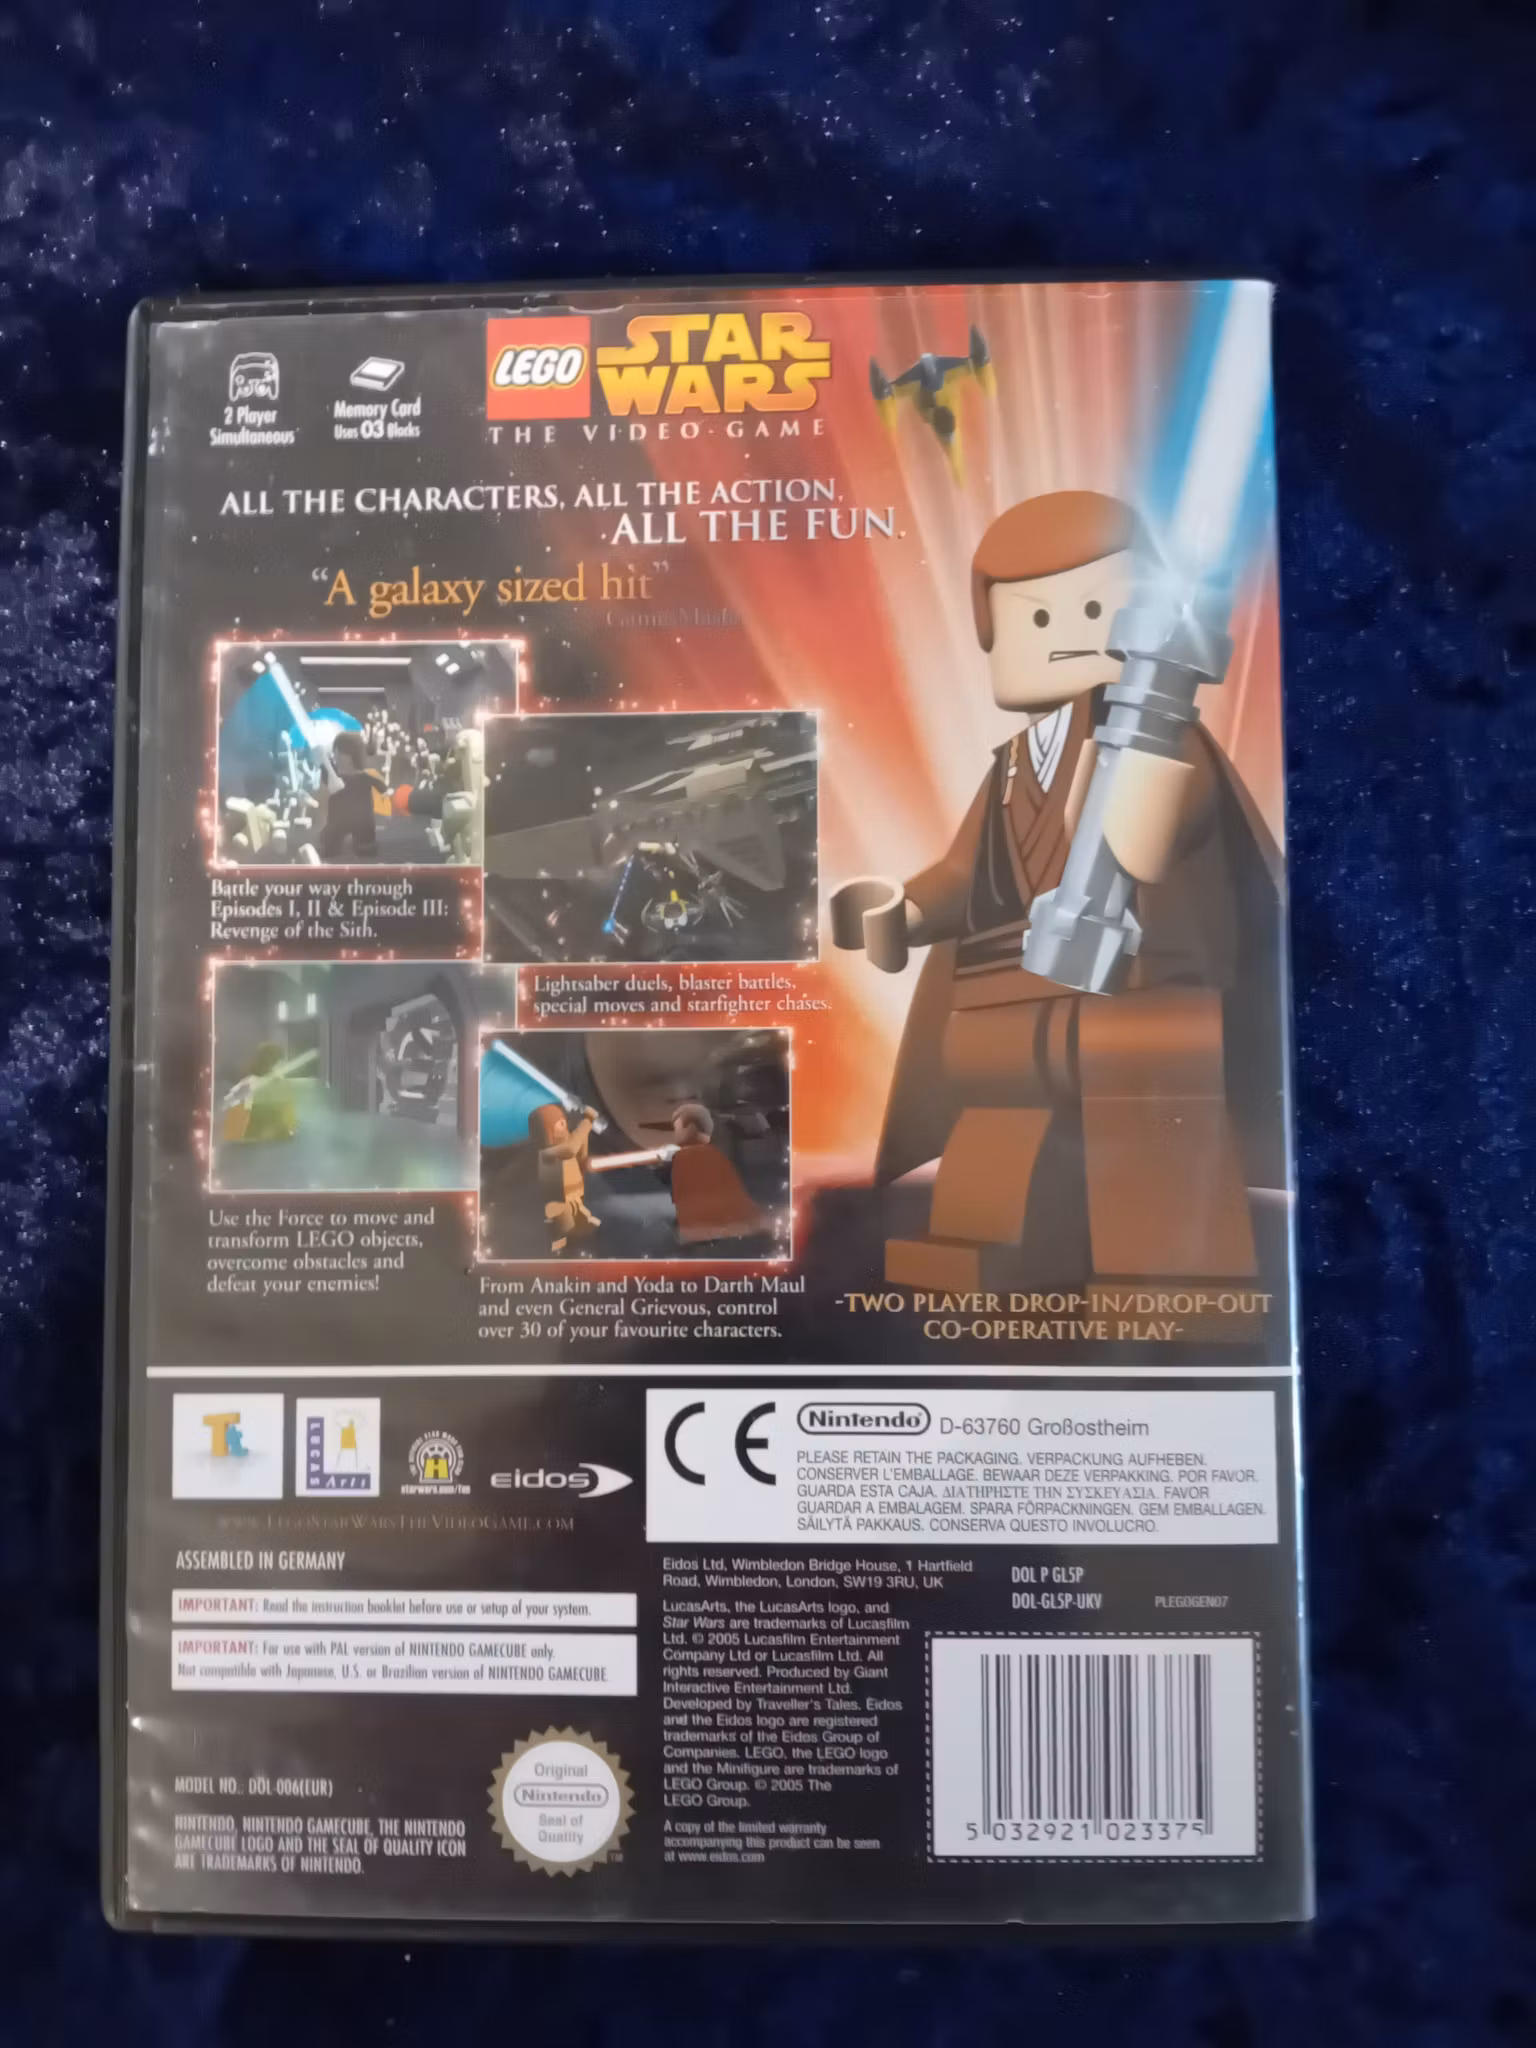 LEGO STAR WARS
THE VIDEO GAME
2 Player
Simultaneous
Memory Card
Uses 03 Blocks
ALL THE CHARACTERS, ALL THE ACTION,
ALL THE FUN.
"A galaxy sized hit"
Battle your way through
Episodes I, II & Episode III:
Revenge of the Sith.
Lightsaber duels, blaster battles,
special moves and starfighter chases.
Use the Force to move and
transform LEGO objects,
overcome obstacles and
defeat your enemies!
From Anakin and Yoda to Darth Maul
and even General Grievous, control
over 30 of your favourite characters.
-TWO PLAYER DROP-IN/DROP-OUT
CO-OPERATIVE PLAY-
LUCAS
Arts
starwars.com/fun
eidos
WWW.LEGOSTARWARSTHEVIDEOGAME.COM
CE
Nintendo D-63760 Großostheim
PLEASE RETAIN THE PACKAGING. VERPACKUNG AUFHEBEN.
CONSERVER L'EMBALLAGE. BEWAAR DEZE VERPAKKING. POR FAVOR.
GUARDA ESTA CAJA. ΔΙΑΤΗΡΗΣΤΕ ΤΗΝ ΣΥΣΚΕΥΑΣΙΑ. FAVOR
GUARDAR A EMBALAGEM. SPARA FÖRPACKNINGEN. GEM EMBALLAGEN.
SÄILYTÄ PAKKAUS. CONSERVA QUESTO INVOLUCRO.
ASSEMBLED IN GERMANY
IMPORTANT: Read the instruction booklet before use or setup of your system.
IMPORTANT: For use with PAL version of NINTENDO GAMECUBE only.
Not compatible with Japanese, U.S. or Brazilian version of NINTENDO GAMECUBE.
MODEL NO.: DOL-006(EUR)
NINTENDO, NINTENDO GAMECUBE, THE NINTENDO
GAMECUBE LOGO AND THE SEAL OF QUALITY ICON
ARE TRADEMARKS OF NINTENDO.
Original
Nintendo
Seal of
Quality
TM
Eidos Ltd, Wimbledon Bridge House, 1 Hartfield
Road, Wimbledon, London, SW19 3RU, UK
LucasArts, the LucasArts logo, and
Star Wars are trademarks of Lucasfilm
Ltd. © 2005 Lucasfilm Entertainment
Company Ltd or Lucasfilm Ltd. All
rights reserved. Produced by Giant
Interactive Entertainment Ltd.
Developed by Traveller's Tales. Eidos
and the Eidos logo are registered
trademarks of the Eidos Group of
Companies. LEGO, the LEGO logo
and the Minifigure are trademarks of
LEGO Group. © 2005 The
LEGO Group.
A copy of the limited warranty
accompanying this product can be seen
at www.eidos.com
DOL P GL5P
DOL-GL5P-UKV
PLEGOGEN07
5 032921 023375